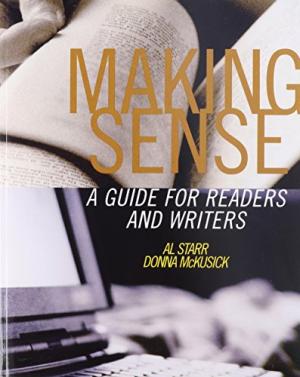 MAKING
SENSE
A GUIDE FOR READERS
AND WRITERS
AL STARR
DONNA McKUSICK